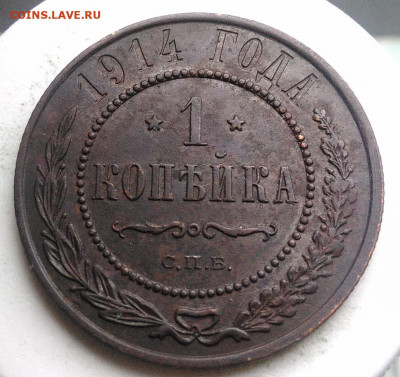 COINS.LAVE.RU
1914 ГОДА
1
КОПѢЙКА
С.П.Б.